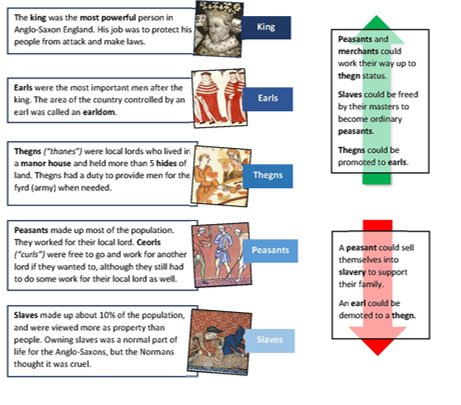 The king was the most powerful person in
Anglo-Saxon England. His job was to protect his
people from attack and make laws.
King
Earls were the most important men after the
king. The area of the country controlled by an
earl was called an earldom.
Earls
Thegns ("thanes") were local lords who lived in
a manor house and held more than 5 hides of
land. Thegns had a duty to provide men for the
fyrd (army) when needed.
Thegns
Peasants made up most of the population.
They worked for their local lord. Ceorls
("curls") were free to go and work for another
lord if they wanted to, although they still had
to do some work for their local lord as well.
Peasants
Slaves made up about 10% of the population,
and were viewed more as property than
people. Owning slaves was a normal part of
life for the Anglo-Saxons, but the Normans
thought it was cruel.
Slaves
Peasants and
merchants could
work their way up to
thegn status.
Slaves could be freed
by their masters to
become ordinary
peasants.
Thegns could be
promoted to earls.
A peasant could sell
themselves into
slavery to support
their family.
An earl could be
demoted to a thegn.